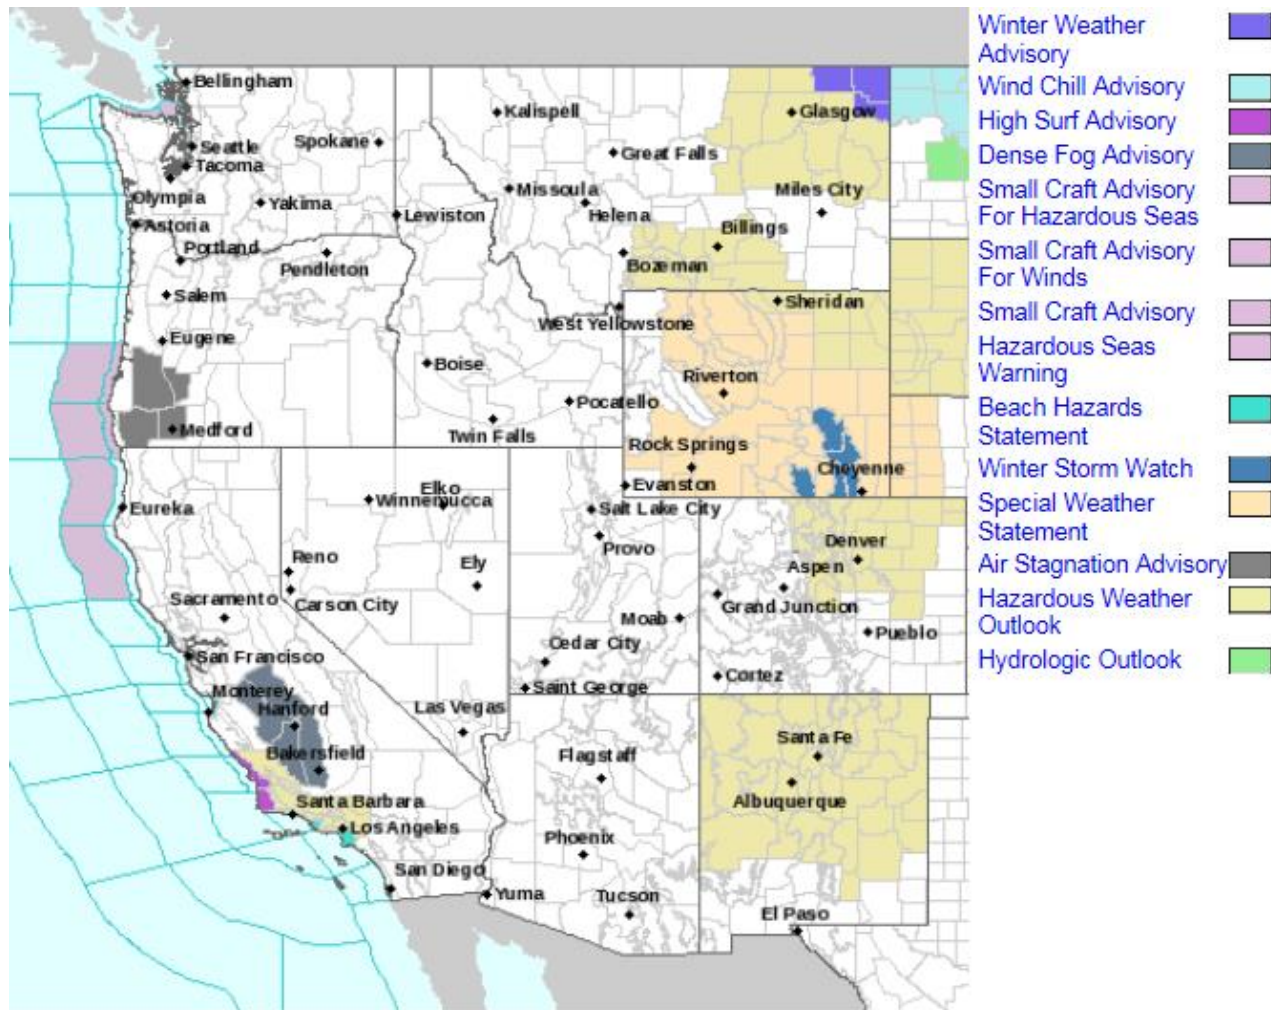 Bellingham
Seattle
Tacoma
Spokane
Olympia
Yakima
Astoria
Portland
Pendleton
Salem
Eugene
Medford
Lewiston
Kalispell
Great Falls
Glasgow
Missoula
Helena
Miles City
Billings
Bozeman
West Yellowstone
Sheridan
Boise
Pocatello
Twin Falls
Riverton
Rock Springs
Cheyenne
Evanston
Eureka
Elko
Winnemucca
Reno
Ely
Carson City
Sacramento
San Francisco
Monterey
Hanford
Bakersfield
Santa Barbara
Los Angeles
San Diego
Las Vegas
Salt Lake City
Provo
Moab
Cedar City
Saint George
Denver
Aspen
Grand Junction
Pueblo
Cortez
Flagstaff
Phoenix
Tucson
Yuma
Santa Fe
Albuquerque
El Paso
Winter Weather
Advisory
Wind Chill Advisory
High Surf Advisory
Dense Fog Advisory
Small Craft Advisory
For Hazardous Seas
Small Craft Advisory
For Winds
Small Craft Advisory
Hazardous Seas
Warning
Beach Hazards
Statement
Winter Storm Watch
Special Weather
Statement
Air Stagnation Advisory
Hazardous Weather
Outlook
Hydrologic Outlook